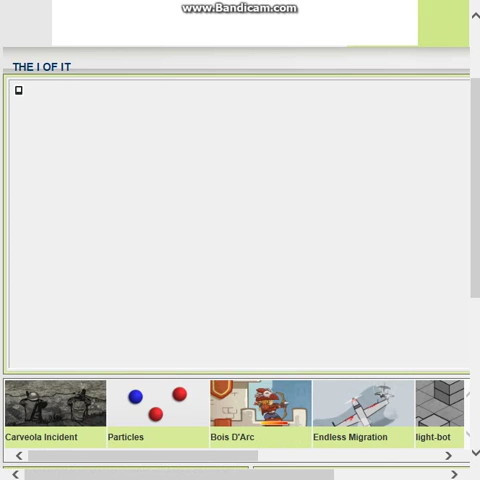 www.Bandicam.com
THE I OF IT
Carveola Incident
Particles
Bois D'Arc
Endless Migration
light-bot